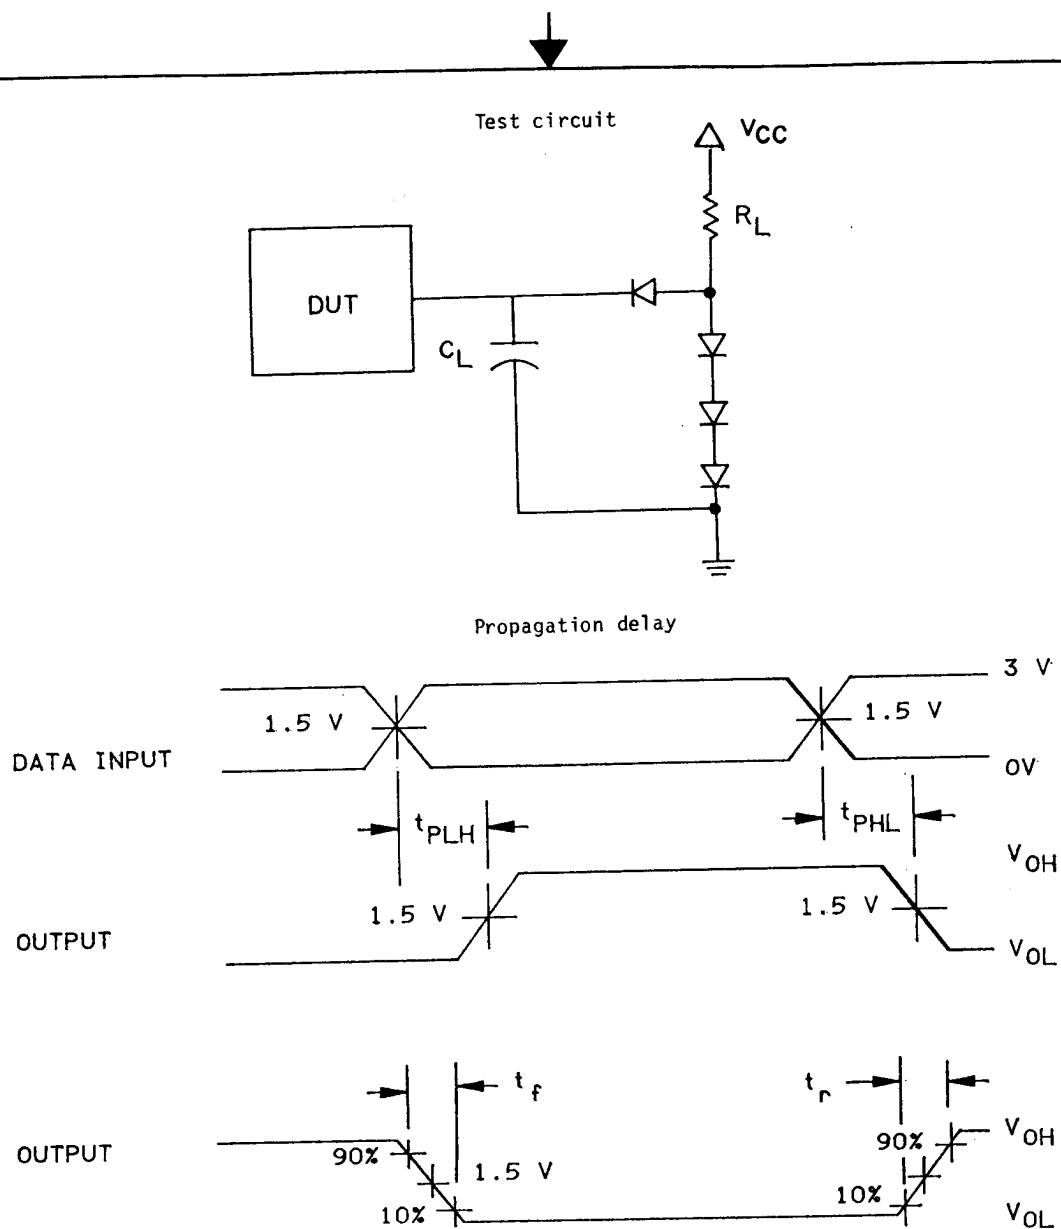 Test circuit
VCC
RL
DUT
CL
Propagation delay
3 V
1.5 V
1.5 V
DATA INPUT
0V
tPLH
tPHL
VOH
1.5 V
1.5 V
OUTPUT
VOL
tf
tr
VOH
OUTPUT
90%
90%
1.5 V
10%
10%
VOL